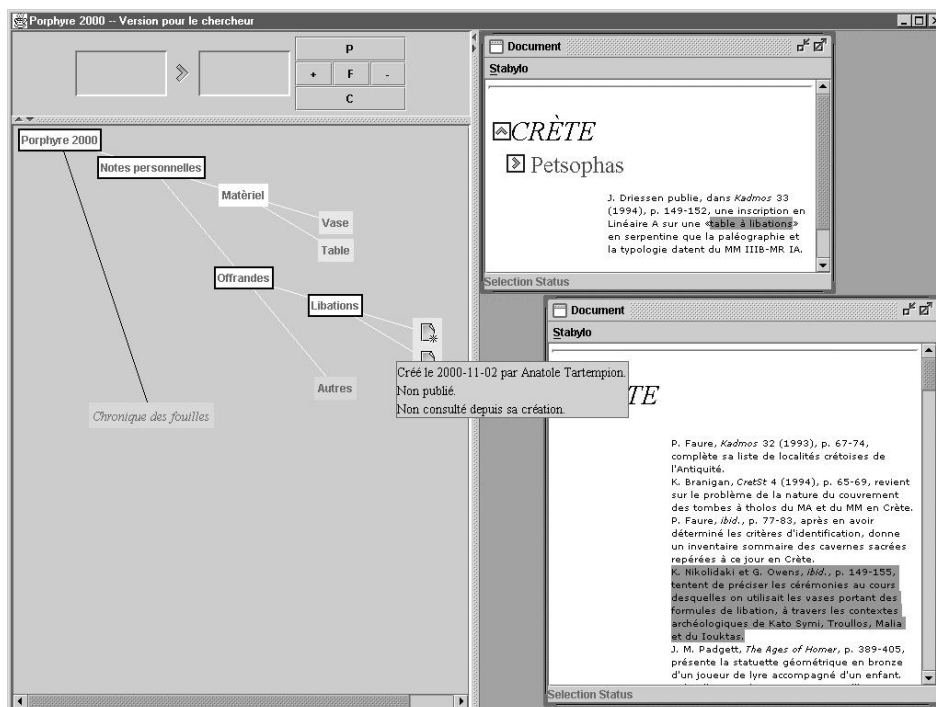 Porphyre 2000 -- Version pour le chercheur
P
+ F -
C
Porphyre 2000
Notes personnelles
Matèriel
Vase
Table
Offrandes
Libations
Autres
Chronique des fouilles
Créé le 2000-11-02 par Anatole Tartempion.
Non publié.
Non consulté depuis sa création.
Document
Stabylo
CRÈTE
Petsophas
J. Driessen publie, dans Kadmos 33
(1994), p. 149-152, une inscription en
Linéaire A sur une «table à libations»
en serpentine que la paléographie et
la typologie datent du MM IIIB-MR IA.
Selection Status
Document
Stabylo
TE
P. Faure, Kadmos 32 (1993), p. 67-74,
complète sa liste de localités crétoises de
l'Antiquité.
K. Branigan, CretSt 4 (1994), p. 65-69, revient
sur le problème de la nature du couvrement
des tombes à tholos du MA et du MM en Crète.
P. Faure, ibid., p. 77-83, après en avoir
déterminé les critères d'identification, donne
un inventaire sommaire des cavernes sacrées
repérées à ce jour en Crète.
K. Nikolidaki et G. Owens, ibid., p. 149-155,
tentent de préciser les cérémonies au cours
desquelles on utilisait les vases portant des
formules de libation, à travers les contextes
archéologiques de Kato Symi, Troullos, Malia
et du Iouktas.
J. M. Padgett, The Ages of Homer, p. 389-405,
présente la statuette géométrique en bronze
d'un joueur de lyre accompagné d'un enfant.
Selection Status